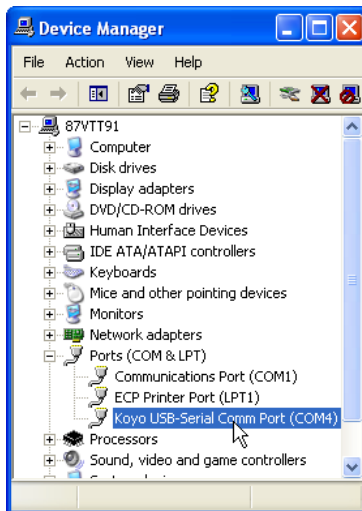 Device Manager
File Action View Help
87VTT91
Computer
Disk drives
Display adapters
DVD/CD-ROM drives
Human Interface Devices
IDE ATA/ATAPI controllers
Keyboards
Mice and other pointing devices
Monitors
Network adapters
Ports (COM & LPT)
Communications Port (COM1)
ECP Printer Port (LPT1)
Koyo USB-Serial Comm Port (COM4)
Processors
Sound, video and game controllers